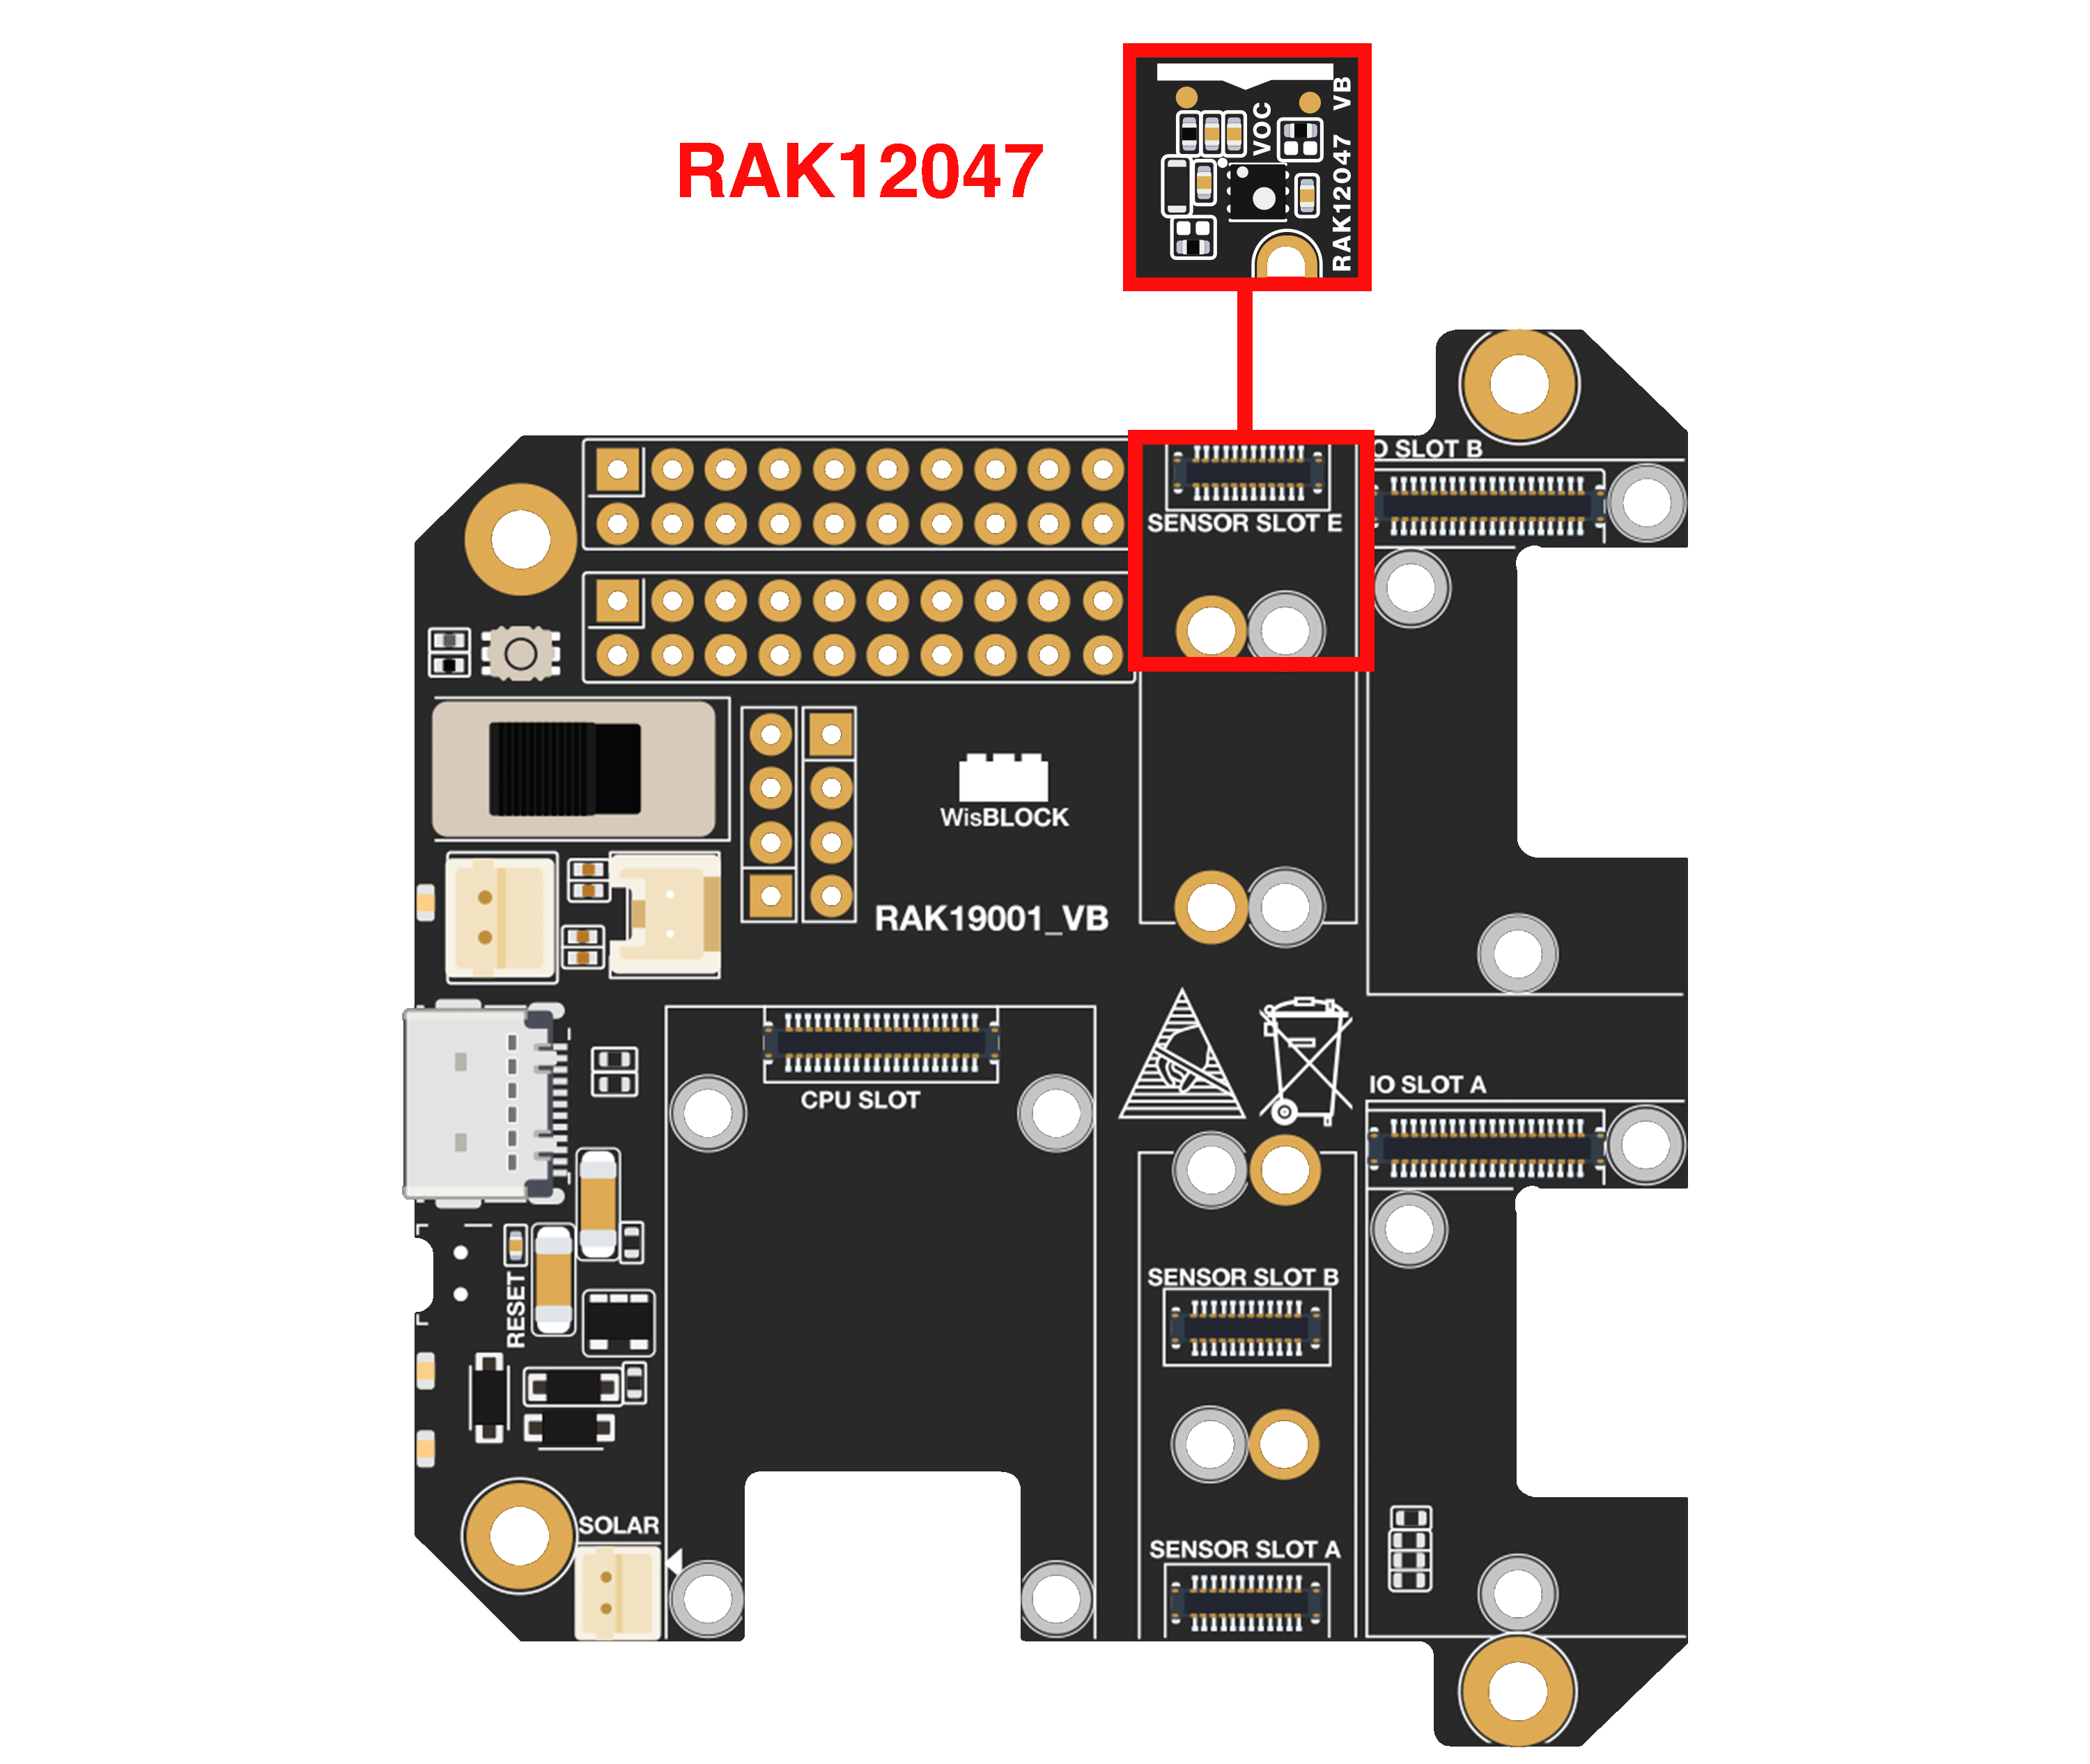 RAK12047
VOC
RAK12047 VB
O SLOT B
SENSOR SLOT E
WisBLOCK
RAK19001_VB
CPU SLOT
IO SLOT A
SENSOR SLOT B
RESET
SOLAR
SENSOR SLOT A